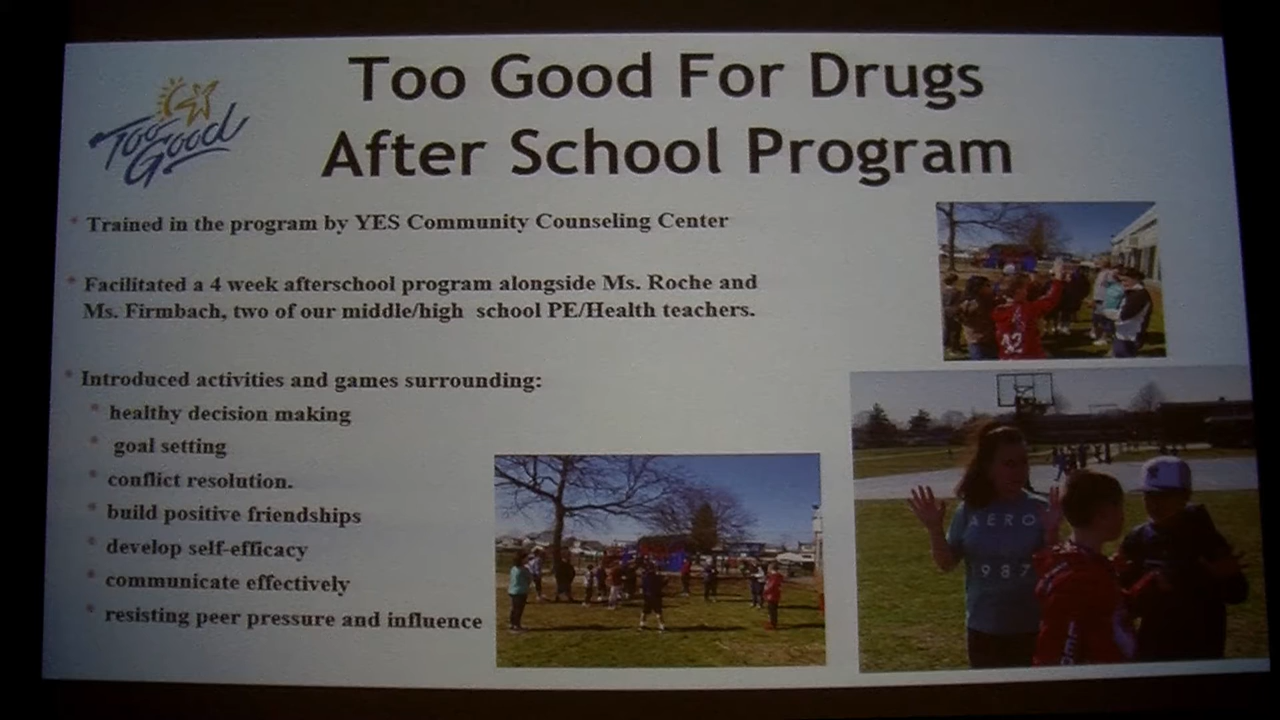 Too Good
Too Good For Drugs
After School Program
* Trained in the program by YES Community Counseling Center
* Facilitated a 4 week afterschool program alongside Ms. Roche and
Ms. Firmbach, two of our middle/high school PE/Health teachers.
* Introduced activities and games surrounding:
* healthy decision making
* goal setting
* conflict resolution.
* build positive friendships
* develop self-efficacy
* communicate effectively
* resisting peer pressure and influence
42
AERO
987